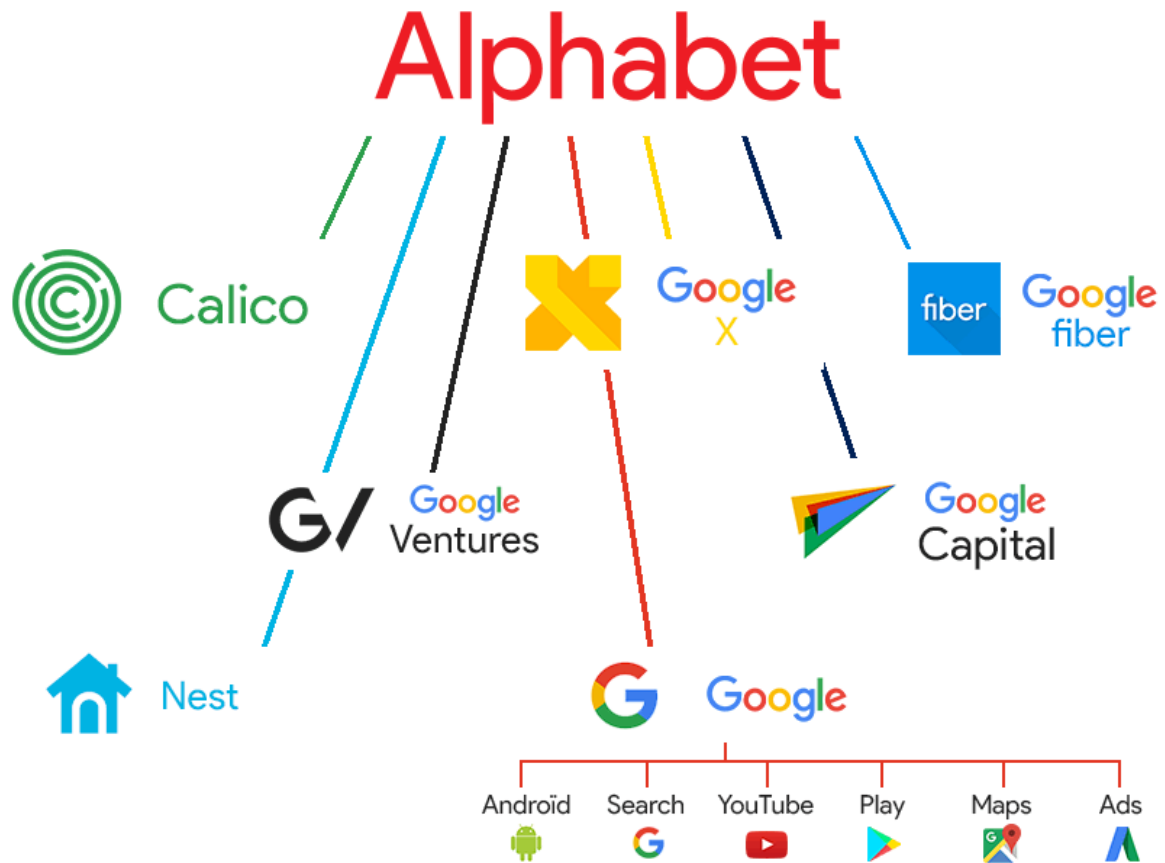 Alphabet
C
Calico
Google
X
fiber
Google
fiber
G/
Google
Ventures
Google
Capital
Nest
G
Google
Androïd
Search
YouTube
Play
Maps
Ads
G
G